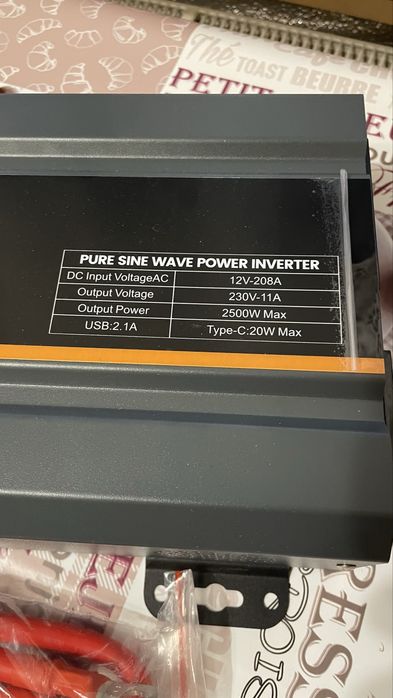 Thé
TOAST BEURRE
PETIT
PURE SINE WAVE POWER INVERTER
DC Input VoltageAC 12V-208A
Output Voltage 230V-11A
Output Power 2500W Max
USB:2.1A Type-C:20W Max